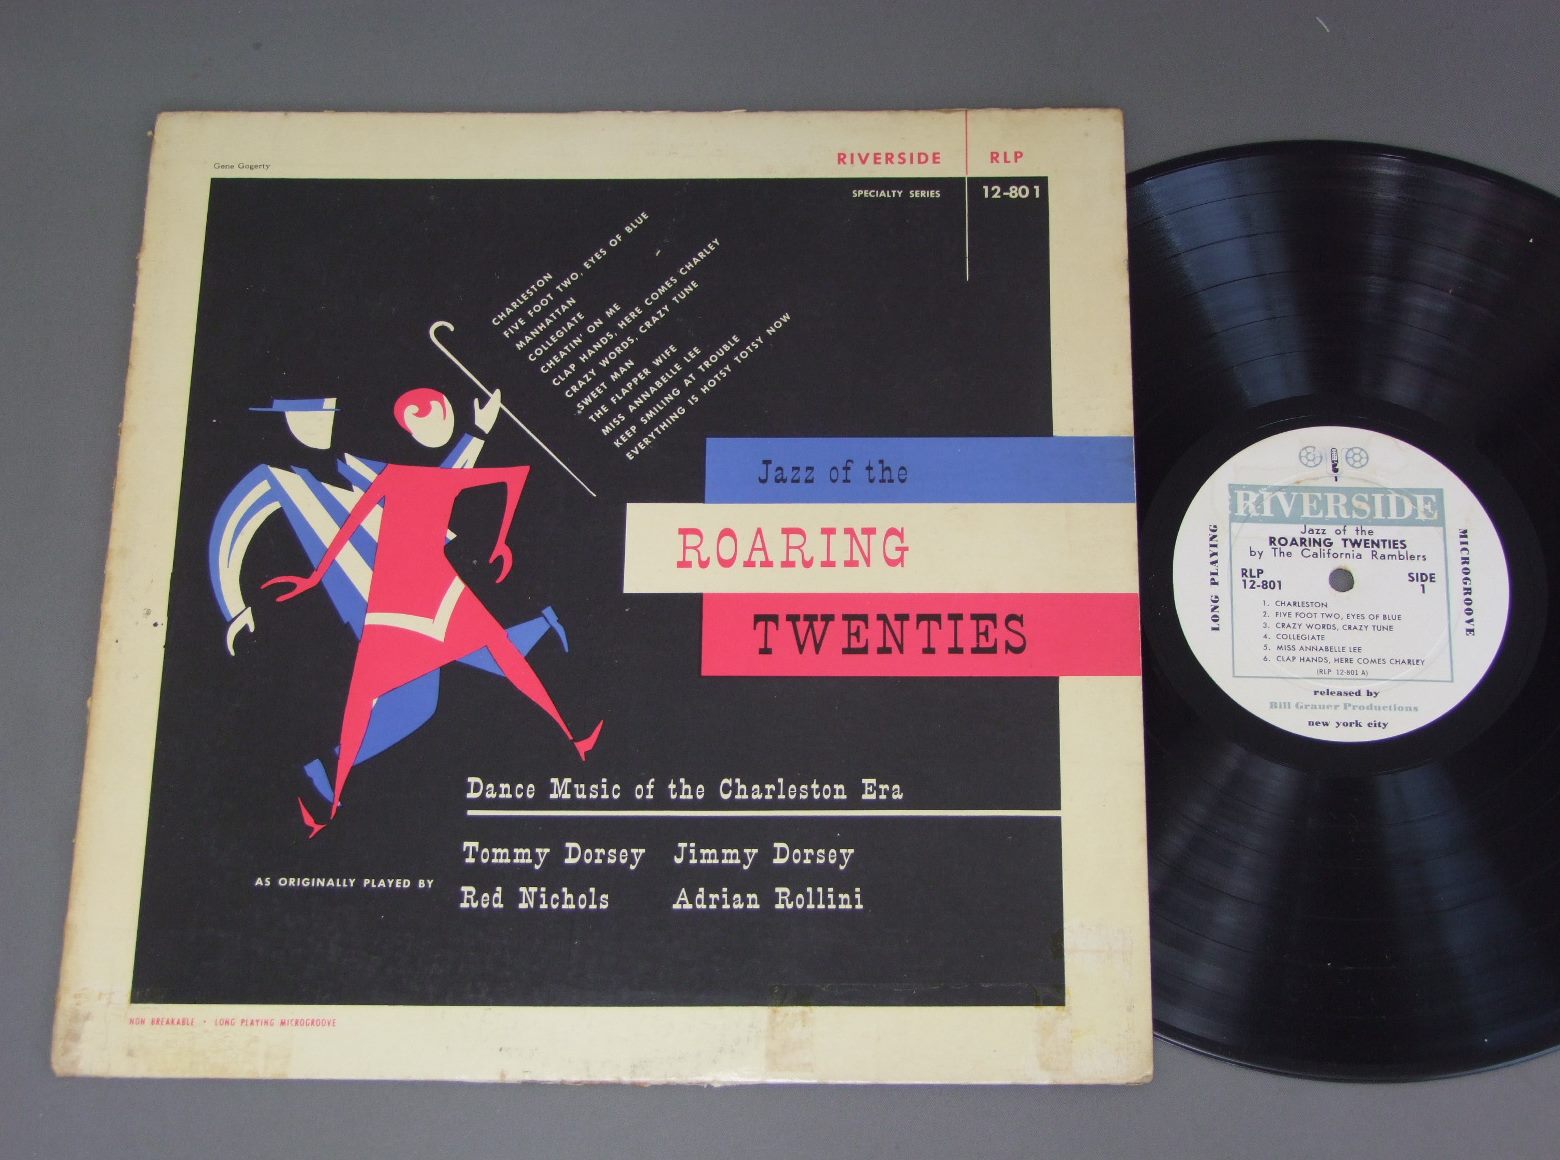 Gene Gogerty
RIVERSIDE
RLP
SPECIALTY SERIES
12-801
CHARLESTON
FIVE FOOT TWO, EYES OF BLUE
MANHATTAN
COLLEGIATE
CHEATIN' ON ME
CLAP HANDS, HERE COMES CHARLEY
CRAZY WORDS, CRAZY TUNE
SWEET MAN
THE FLAPPER WIFE
MISS ANNABELLE LEE
KEEP SMILING AT TROUBLE
EVERYTHING IS HOTSY TOTSY NOW
Jazz of the
ROARING
TWENTIES
Dance Music of the Charleston Era
AS ORIGINALLY PLAYED BY
Tommy Dorsey Jimmy Dorsey
Red Nichols Adrian Rollini
NON BREAKABLE • LONG PLAYING MICROGROOVE
RIVERSIDE
Jazz of the
ROARING TWENTIES
by The California Ramblers
RLP
12-801
SIDE
1
LONG PLAYING
MICROGROOVE
1. CHARLESTON
2. FIVE FOOT TWO, EYES OF BLUE
3. CRAZY WORDS, CRAZY TUNE
4. COLLEGIATE
5. MISS ANNABELLE LEE
6. CLAP HANDS, HERE COMES CHARLEY
(RLP 12-801 A)
released by
Bill Grauer Productions
new york city